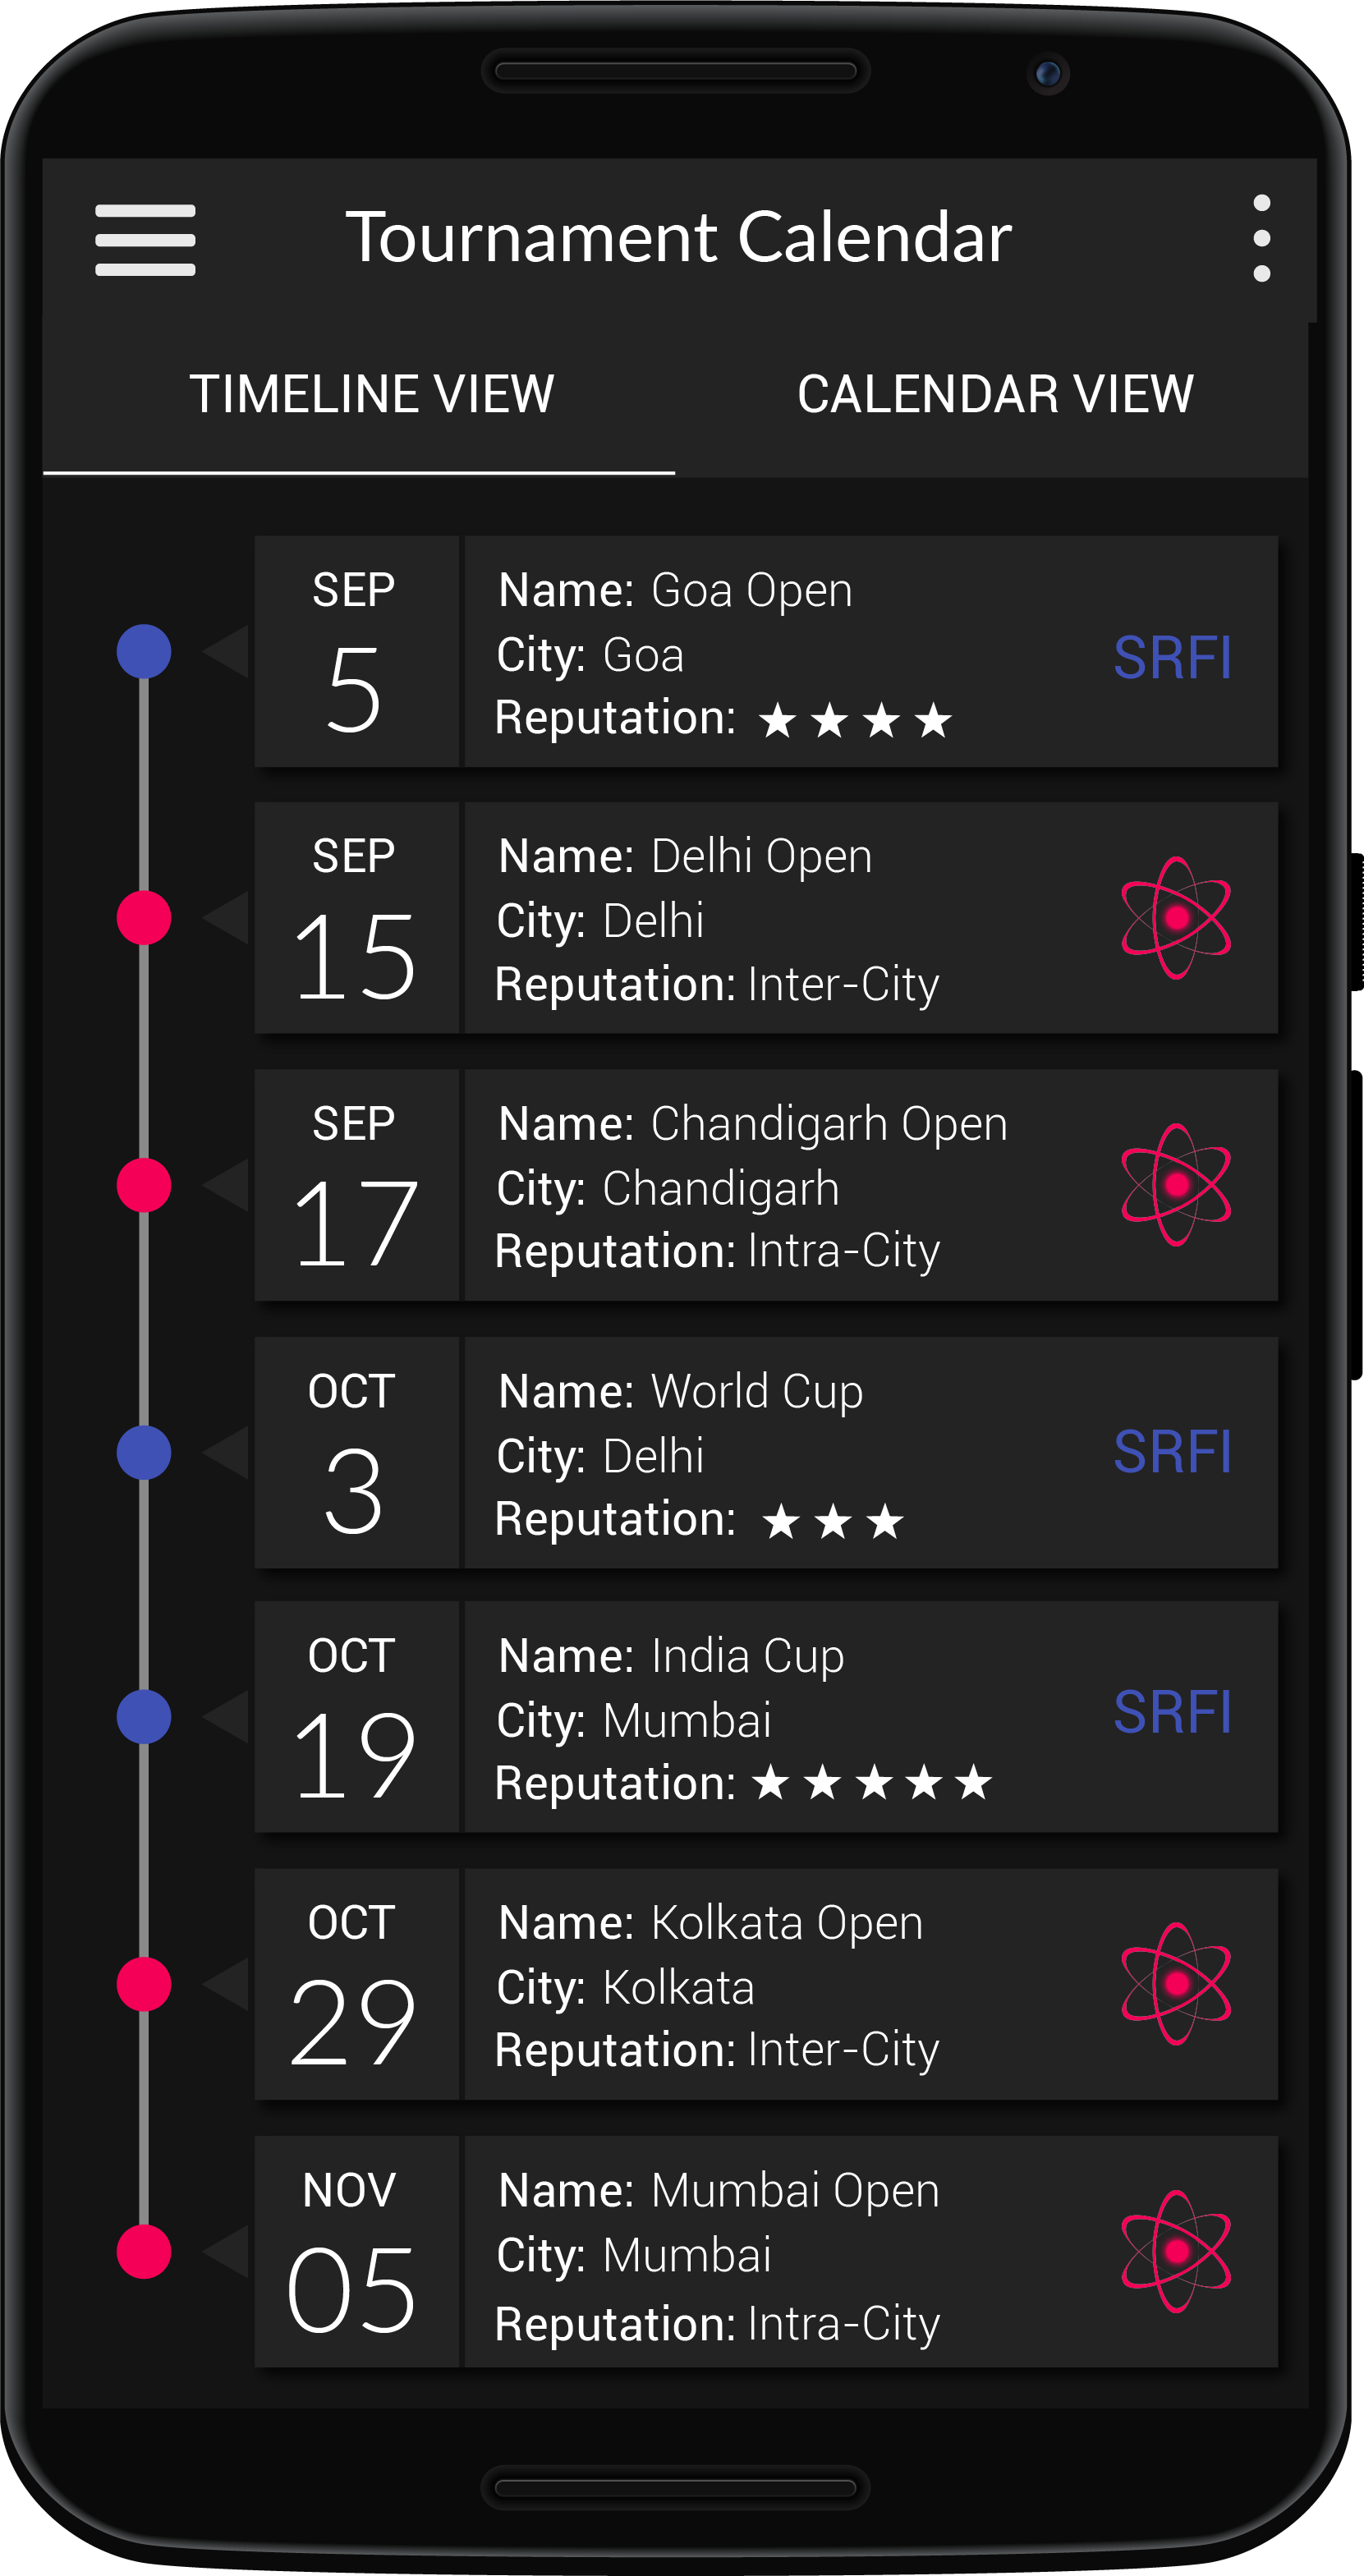 Tournament Calendar
TIMELINE VIEW
CALENDAR VIEW
SEP
5
Name: Goa Open
City: Goa
Reputation: ★ ★ ★ ★
SRFI
SEP
15
Name: Delhi Open
City: Delhi
Reputation: Inter-City
SEP
17
Name: Chandigarh Open
City: Chandigarh
Reputation: Intra-City
OCT
3
Name: World Cup
City: Delhi
Reputation: ★ ★ ★
SRFI
OCT
19
Name: India Cup
City: Mumbai
Reputation: ★ ★ ★ ★ ★
SRFI
OCT
29
Name: Kolkata Open
City: Kolkata
Reputation: Inter-City
NOV
05
Name: Mumbai Open
City: Mumbai
Reputation: Intra-City